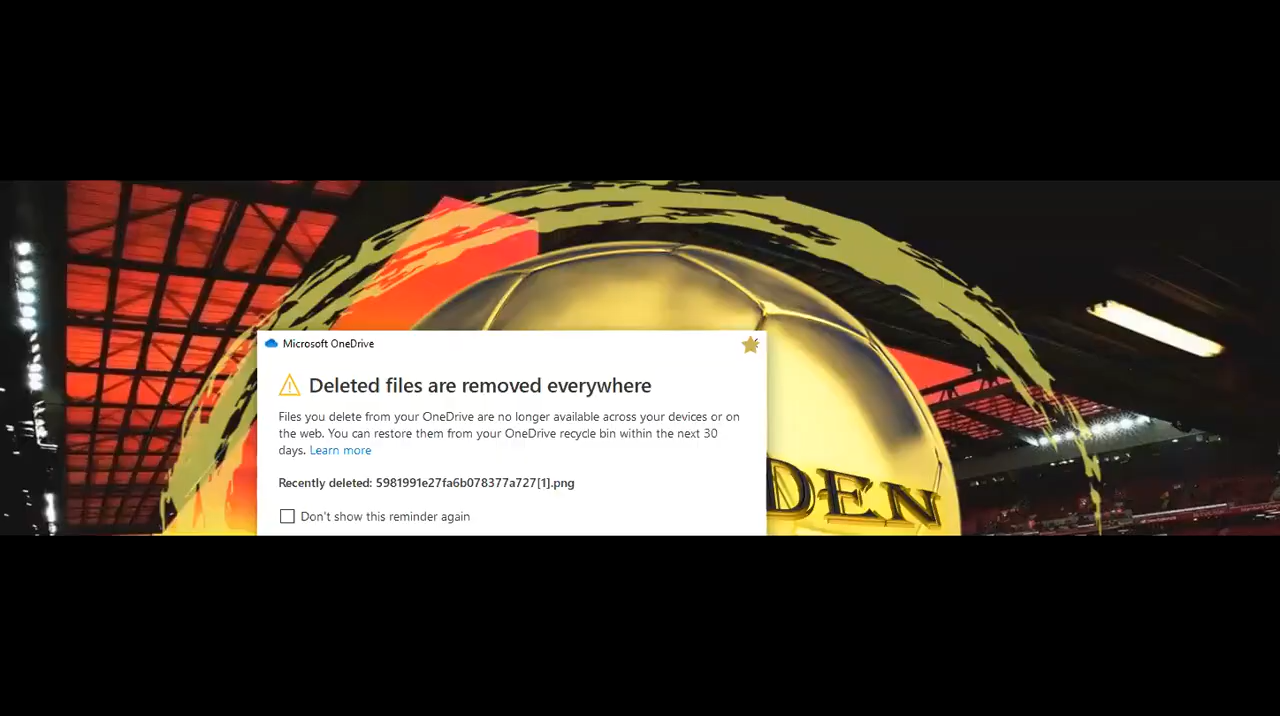 Microsoft OneDrive
Deleted files are removed everywhere
Files you delete from your OneDrive are no longer available across your devices or on
the web. You can restore them from your OneDrive recycle bin within the next 30
days. Learn more
Recently deleted: 5981991e27fa6b078377a727[1].png
DEN
Don't show this reminder again